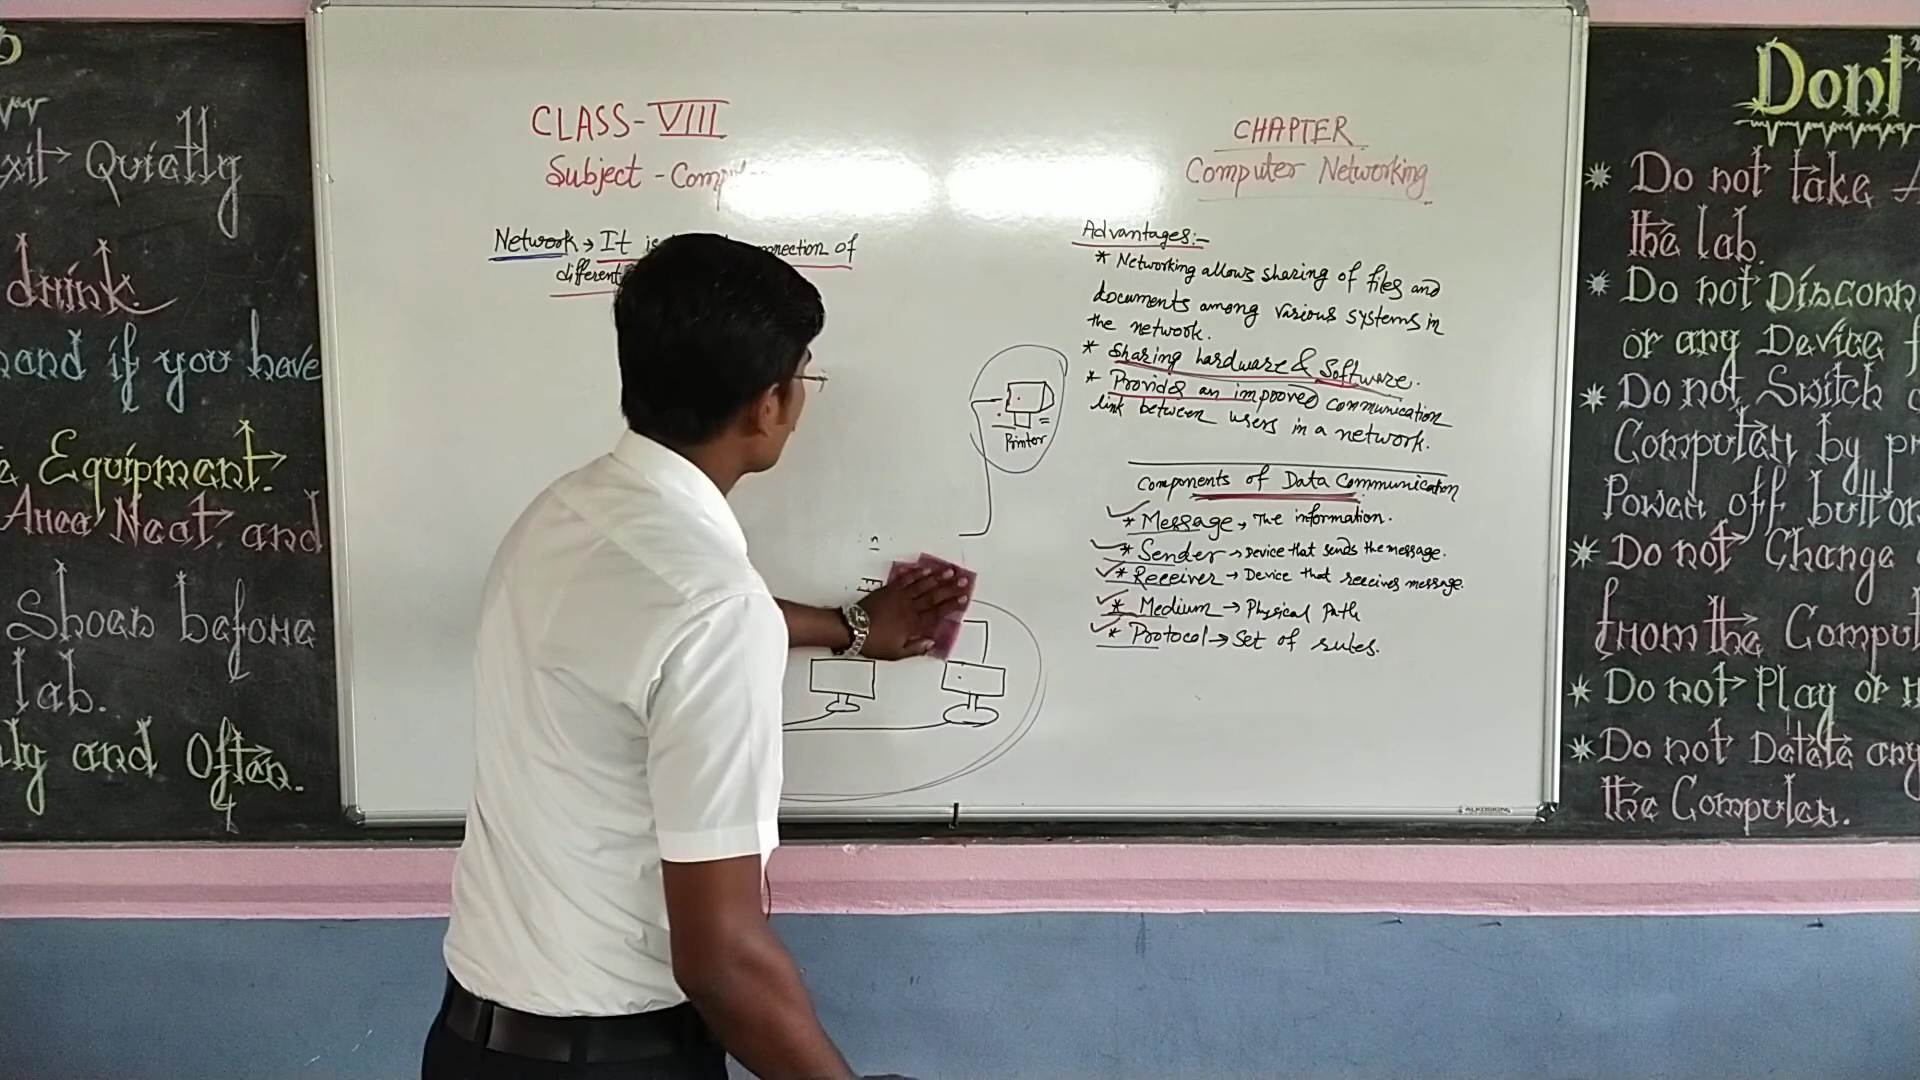 xit Quietly
drink.
and if you have
Equipment.
Area Neat and
Shoes before
lab.
ly and Often.
CLASS-VIII
Subject - Comp
Network → It is
nnection of
different
Printer
CHAPTER
Computer Networking
Advantages:-
* Networking allows sharing of files and
documents among various systems in
the network.
* Sharing hardware & Software.
* Provides an improved communication
link between users in a network.
Components of Data Communication
* Message → The information.
* Sender → Device that sends the message.
* Receiver → Device that receives message.
* Medium → Physical Path
* Protocol → Set of rules.
ALKOSIGN
Dont'
* Do not take
the lab.
* Do not Disconn
or any Device f
* Do not Switch
Computer by pr
Power off button
* Do not Change
from the Comput
* Do not Play or
* Do not Delete any
the Computer.